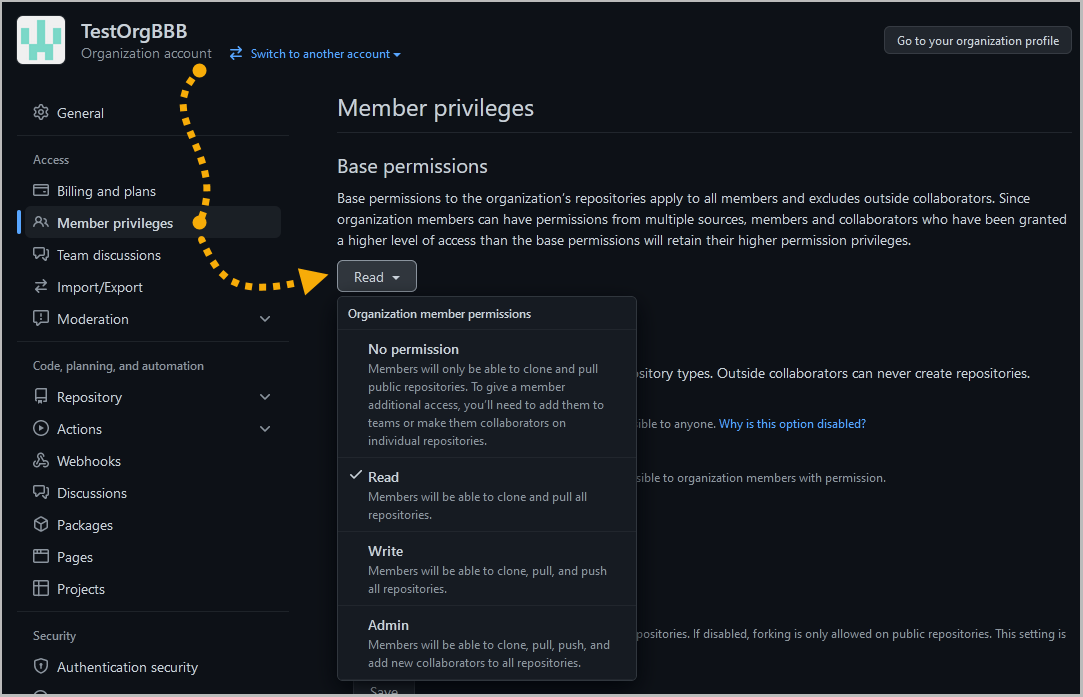 TestOrgBBB
Organization account
Switch to another account
Go to your organization profile
General
Access
Billing and plans
Member privileges
Team discussions
Import/Export
Moderation
Code, planning, and automation
Repository
Actions
Webhooks
Discussions
Packages
Pages
Projects
Security
Authentication security
Member privileges
Base permissions
Base permissions to the organization’s repositories apply to all members and excludes outside collaborators. Since
organization members can have permissions from multiple sources, members and collaborators who have been granted
a higher level of access than the base permissions will retain their higher permission privileges.
Read
Organization member permissions
No permission
Members will only be able to clone and pull
public repositories. To give a member
additional access, you’ll need to add them to
teams or make them collaborators on
individual repositories.
Read
Members will be able to clone and pull all
repositories.
Write
Members will be able to clone, pull, and push
all repositories.
Admin
Members will be able to clone, pull, push, and
add new collaborators to all repositories.
sitory types. Outside collaborators can never create repositories.
ible to anyone. Why is this option disabled?
sible to organization members with permission.
positories. If disabled, forking is only allowed on public repositories. This setting is
Save